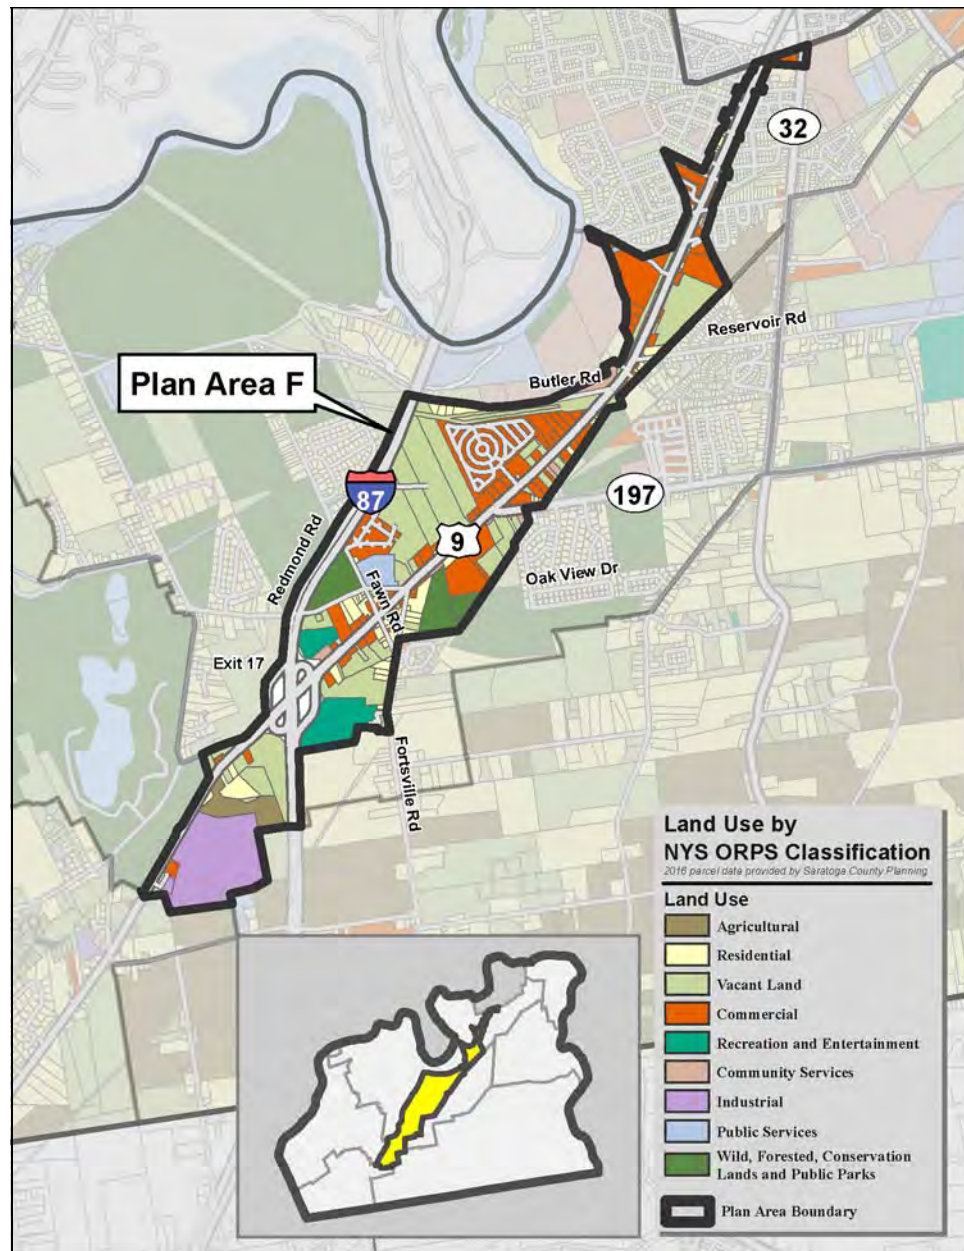 32
Reservoir Rd
Butler Rd
Plan Area F
87
197
9
Redmond Rd
Oak View Dr
Fawn Rd
Exit 17
Fortsville Rd
Land Use by
NYS ORPS Classification
2016 parcel data provided by Saratoga County Planning
Land Use
Agricultural
Residential
Vacant Land
Commercial
Recreation and Entertainment
Community Services
Industrial
Public Services
Wild, Forested, Conservation
Lands and Public Parks
Plan Area Boundary